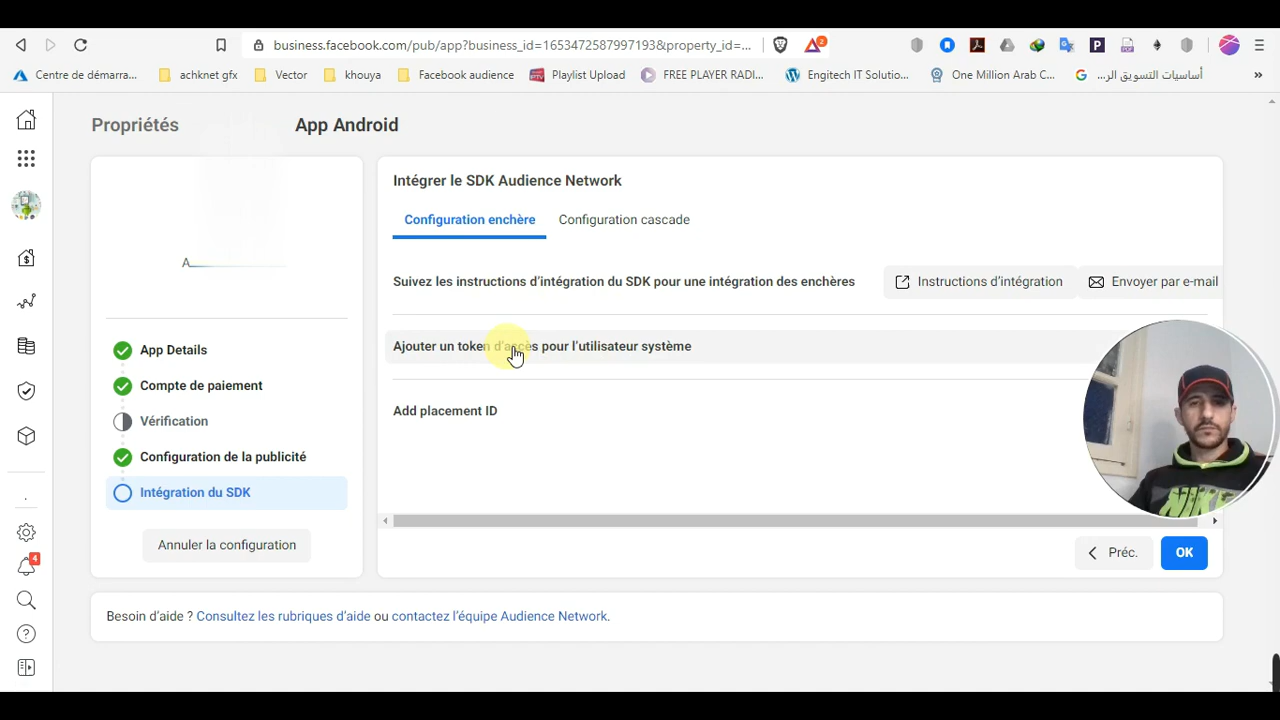 business.facebook.com/pub/app?business_id=1653472587997193&property_id=...
2
Centre de démarra...
achknet gfx
Vector
khouya
Facebook audience
Playlist Upload
FREE PLAYER RADI...
Engitech IT Solutio...
One Million Arab C...
أساسيات التسويق الر...
»
Propriétés
App Android
A
App Details
Compte de paiement
Vérification
Configuration de la publicité
Intégration du SDK
Annuler la configuration
Intégrer le SDK Audience Network
Configuration enchère
Configuration cascade
Suivez les instructions d'intégration du SDK pour une intégration des enchères
Instructions d'intégration
Envoyer par e-mail
Ajouter un token d'accès pour l'utilisateur système
Add placement ID
Préc.
OK
4
Besoin d'aide ? Consultez les rubriques d'aide ou contactez l'équipe Audience Network.